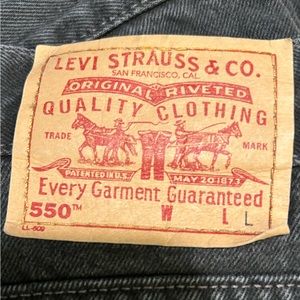 LEVI STRAUSS & CO.
SAN FRANCISCO, CAL.
ORIGINAL RIVETED
QUALITY CLOTHING
TRADE MARK
PATENTED IN U.S. MAY 20 1873
Every Garment Guaranteed
550™ W L L